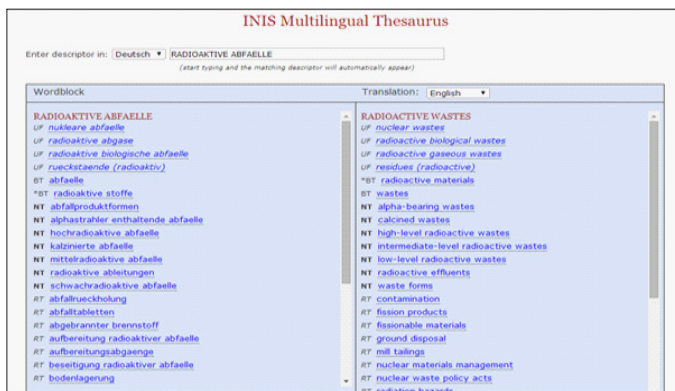 INIS Multilingual Thesaurus
Enter descriptor in: Deutsch RADIOAKTIVE ABFAELLE
(start typing and the matching descriptor will automatically appear)
Wordblock
RADIOAKTIVE ABFAELLE
UF nukleare abfaelle
UF radioaktive abgase
UF radioaktive biologische abfaelle
UF rueckstaende (radioaktiv)
BT abfaelle
*BT radioaktive stoffe
NT abfallproduktformen
NT alphastrahler enthaltende abfaelle
NT hochradioaktive abfaelle
NT kalzinierte abfaelle
NT mittelradioaktive abfaelle
NT radioaktive ableitungen
NT schwachradioaktive abfaelle
RT abfallrueckholung
RT abfalltabletten
RT abgebrannter brennstoff
RT aufbereitung radioaktiver abfaelle
RT aufbereitungsabgaenge
RT beseitigung radioaktiver abfaelle
RT bodenlagerung
Translation: English
RADIOACTIVE WASTES
UF nuclear wastes
UF radioactive biological wastes
UF radioactive gaseous wastes
UF residues (radioactive)
*BT radioactive materials
BT wastes
NT alpha-bearing wastes
NT calcined wastes
NT high-level radioactive wastes
NT intermediate-level radioactive wastes
NT low-level radioactive wastes
NT radioactive effluents
NT waste forms
RT contamination
RT fission products
RT fissionable materials
RT ground disposal
RT mill tailings
RT nuclear materials management
RT nuclear waste policy acts
RT radiation hazards